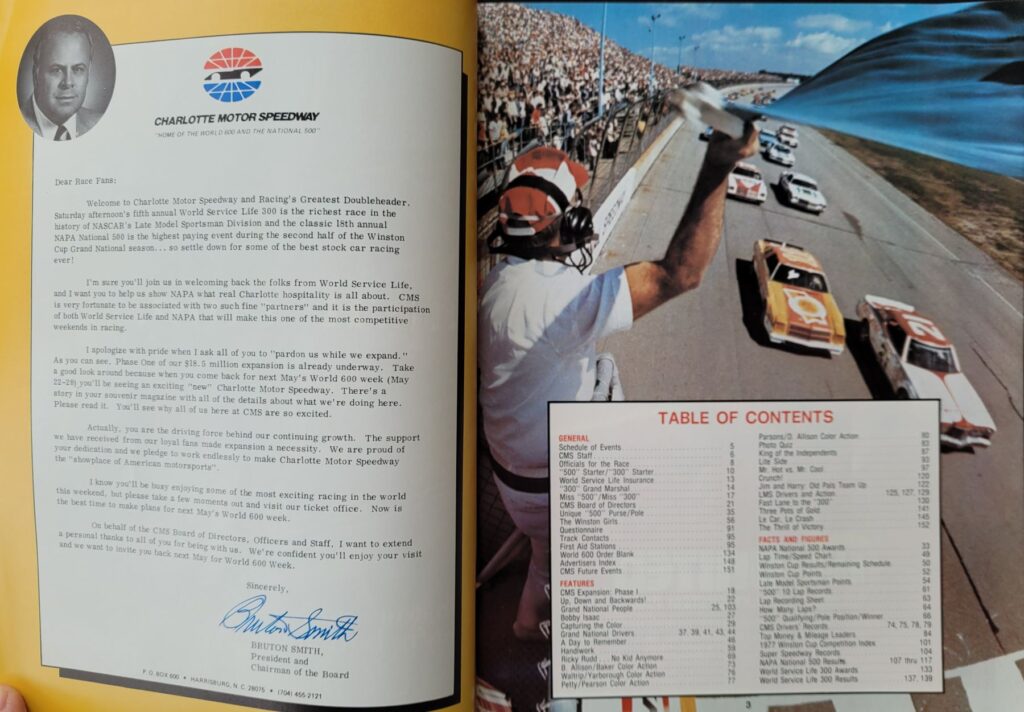 CHARLOTTE MOTOR SPEEDWAY
"HOME OF THE WORLD 600 AND THE NATIONAL 500"
Dear Race Fans:
Welcome to Charlotte Motor Speedway and Racing's Greatest Doubleheader.
Saturday afternoon's fifth annual World Service Life 300 is the richest race in the
history of NASCAR's Late Model Sportsman Division and the classic 18th annual
NAPA National 500 is the highest paying event during the second half of the Winston
Cup Grand National season... so settle down for some of the best stock car racing
ever!
I'm sure you'll join us in welcoming back the folks from World Service Life,
and I want you to help us show NAPA what real Charlotte hospitality is all about. CMS
is very fortunate to be associated with two such fine "partners" and it is the participation
of both World Service Life and NAPA that will make this one of the most competitive
weekends in racing.
I apologize with pride when I ask all of you to "pardon us while we expand."
As you can see, Phase One of our $18.5 million expansion is already underway. Take
a good look around because when you come back for next May's World 600 week (May
22-29) you'll be seeing an exciting "new" Charlotte Motor Speedway. There's a
story in your souvenir magazine with all of the details about what we're doing here.
Please read it. You'll see why all of us here at CMS are so excited.
Actually, you are the driving force behind our continuing growth. The support
we have received from our loyal fans made expansion a necessity. We are proud of
your dedication and we pledge to work endlessly to make Charlotte Motor Speedway
the "showplace of American motorsports".
I know you'll be busy enjoying some of the most exciting racing in the world
this weekend, but please take a few moments out and visit our ticket office. Now is
the best time to make plans for next May's World 600 week.
On behalf of the CMS Board of Directors, Officers and Staff, I want to extend
a personal thanks to all of you for being with us. We're confident you'll enjoy your visit
and we want to invite you back next May for World 600 Week.
Sincerely,
Bruton Smith
BRUTON SMITH,
President and
Chairman of the Board
P.O. BOX 600 • HARRISBURG, N.C. 28075 • (704) 455-2121
TABLE OF CONTENTS
GENERAL
Schedule of Events 5
CMS Staff 6
Officials for the Race 8
"500" Starter/"300" Starter 10
World Service Life Insurance 13
"300" Grand Marshal 14
Miss "500"/Miss "300" 17
CMS Board of Directors 21
Unique "500" Purse/Pole 35
The Winston Girls 56
Questionnaire 91
Track Contacts 95
First Aid Stations 95
World 600 Order Blank 134
Advertisers Index 148
CMS Future Events 151
FEATURES
CMS Expansion: Phase I 18
Up, Down and Backwards! 22
Grand National People 25, 103
Bobby Isaac 27
Capturing the Color 29
Grand National Drivers 37, 39, 41, 43, 44
A Day to Remember 46
Handiwork 59
Ricky Rudd . . . No Kid Anymore 69
B. Allison/Baker Color Action 73
Waltrip/Yarborough Color Action 76
Petty/Pearson Color Action 77
Parsons/D. Allison Color Action 80
Photo Quiz 82
King of the Independents 87
Lite Side 93
Mr. Hot vs. Mr. Cool 97
Crunch! 120
Jim and Harry: Old Pals Team Up 122
LMS Drivers and Action 125, 127, 129
Fast Lane to the "300" 130
Three Pots of Gold 141
Le Car, Le Crash 145
The Thrill of Victory 152
FACTS AND FIGURES
NAPA National 500 Awards 33
Lap Time/Speed Chart 49
Winston Cup Results/Remaining Schedule 50
Winston Cup Points 52
Late Model Sportsman Points 54
"500" 10 Lap Records 61
Lap Recording Sheet 63
How Many Laps? 64
"500" Qualifying/Pole Position/Winner 66
CMS Drivers' Records 74, 75, 78, 79
Top Money & Mileage Leaders 84
1977 Winston Cup Competition Index 101
Super Speedway Records 104
NAPA National 500 Results 107 thru 117
World Service Life 300 Awards 133
World Service Life 300 Results 137, 139
3